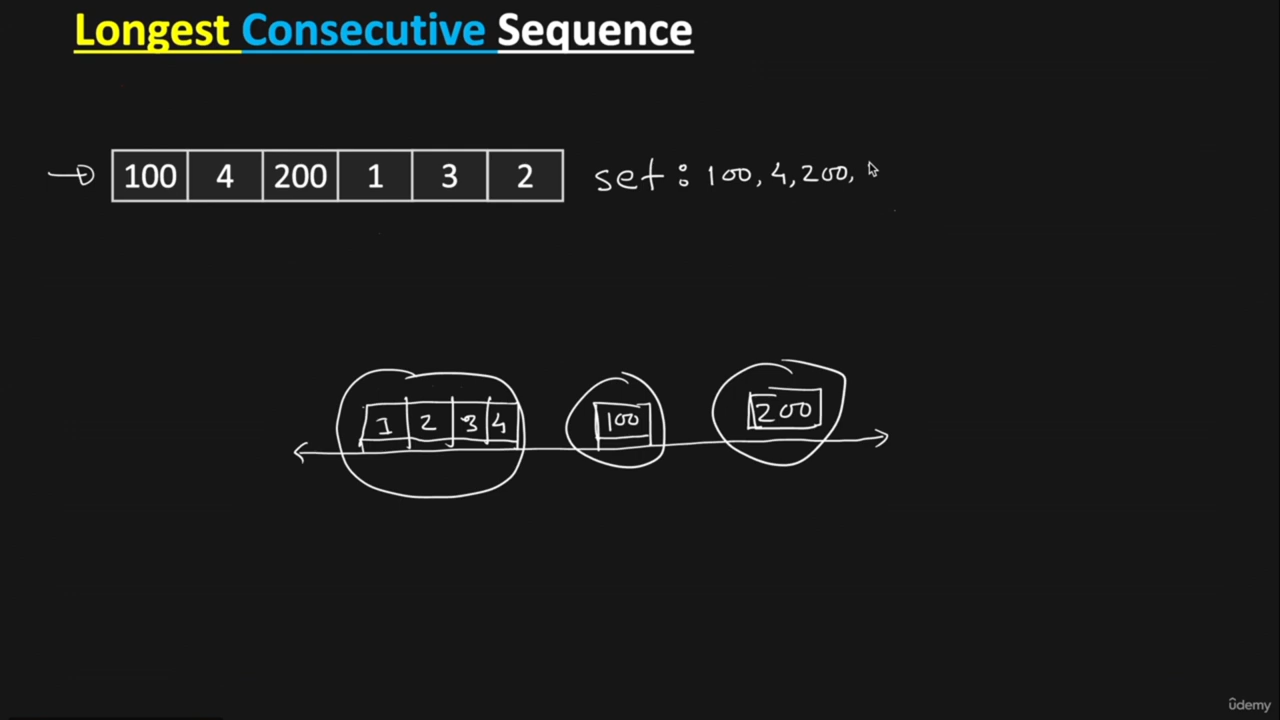 Longest Consecutive Sequence
100 4 200 1 3 2 set : 100, 4, 200,
1 2 3 4 100 200
ûdemy